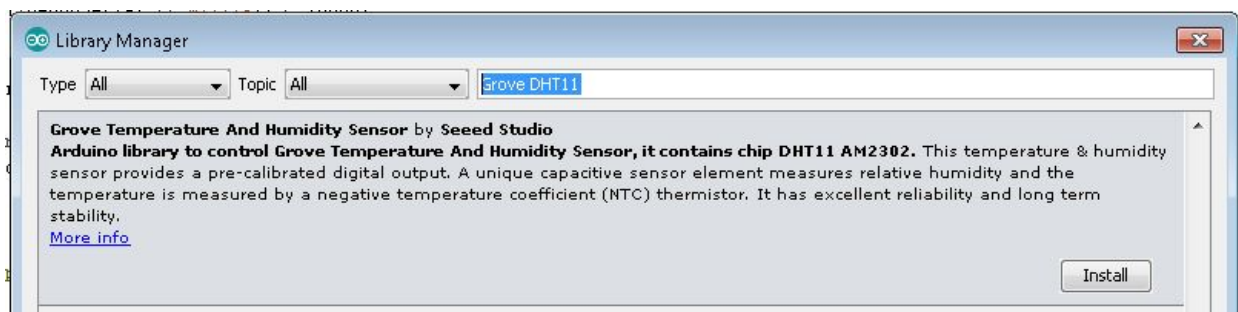 Library Manager
Type All Topic All Grove DHT11
Grove Temperature And Humidity Sensor by Seeed Studio
Arduino library to control Grove Temperature And Humidity Sensor, it contains chip DHT11 AM2302. This temperature & humidity
sensor provides a pre-calibrated digital output. A unique capacitive sensor element measures relative humidity and the
temperature is measured by a negative temperature coefficient (NTC) thermistor. It has excellent reliability and long term
stability.
More info
Install